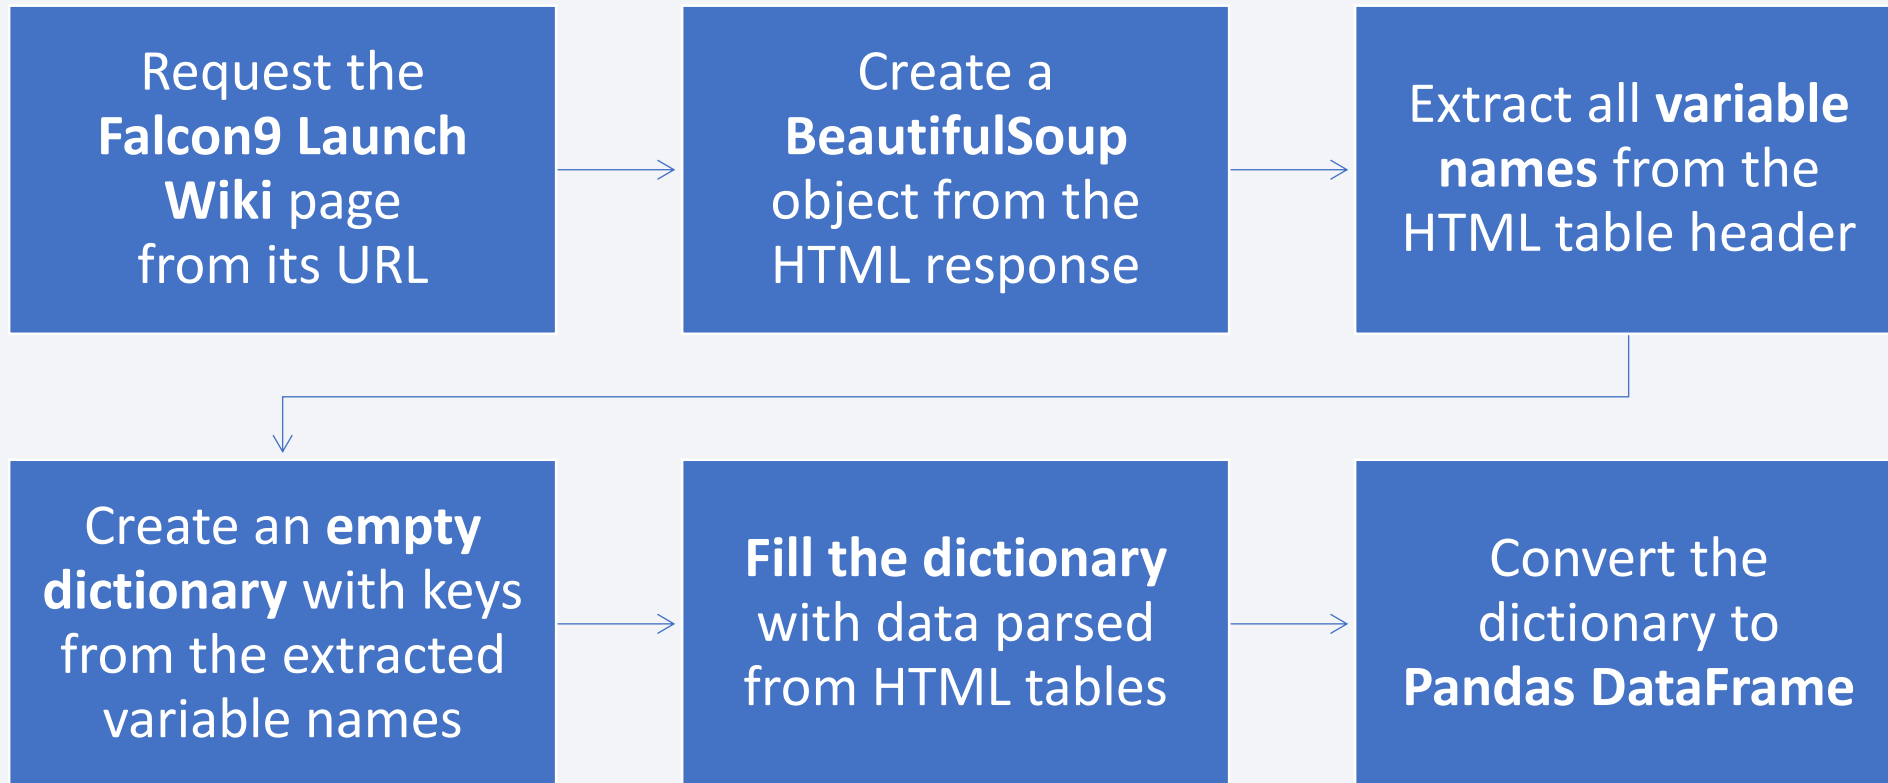 Request the
Falcon9 Launch
Wiki page
from its URL
Create a
BeautifulSoup
object from the
HTML response
Extract all variable
names from the
HTML table header
Create an empty
dictionary with keys
from the extracted
variable names
Fill the dictionary
with data parsed
from HTML tables
Convert the
dictionary to
Pandas DataFrame